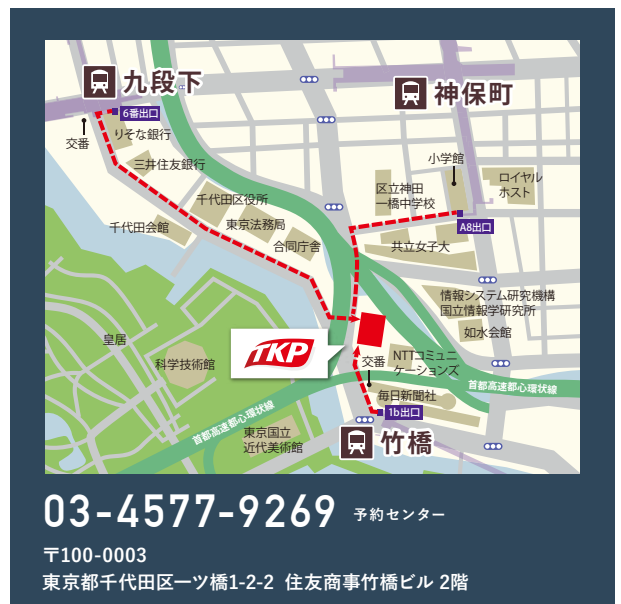 九段下
神保町
6番出口
交番
りそな銀行
三井住友銀行
小学館
ロイヤル
ホスト
区立神田
一橋中学校
千代田区役所
A8出口
千代田会館
東京法務局
共立女子大
合同庁舎
情報システム研究機構
国立情報学研究所
如水会館
皇居
TKP
交番
NTTコミュニ
ケーションズ
科学技術館
首都高速都心環状線
毎日新聞社
1b出口
首都高速都心環状線
東京国立
近代美術館
竹橋
03-4577-9269 予約センター
〒100-0003
東京都千代田区一ツ橋1-2-2 住友商事竹橋ビル 2階